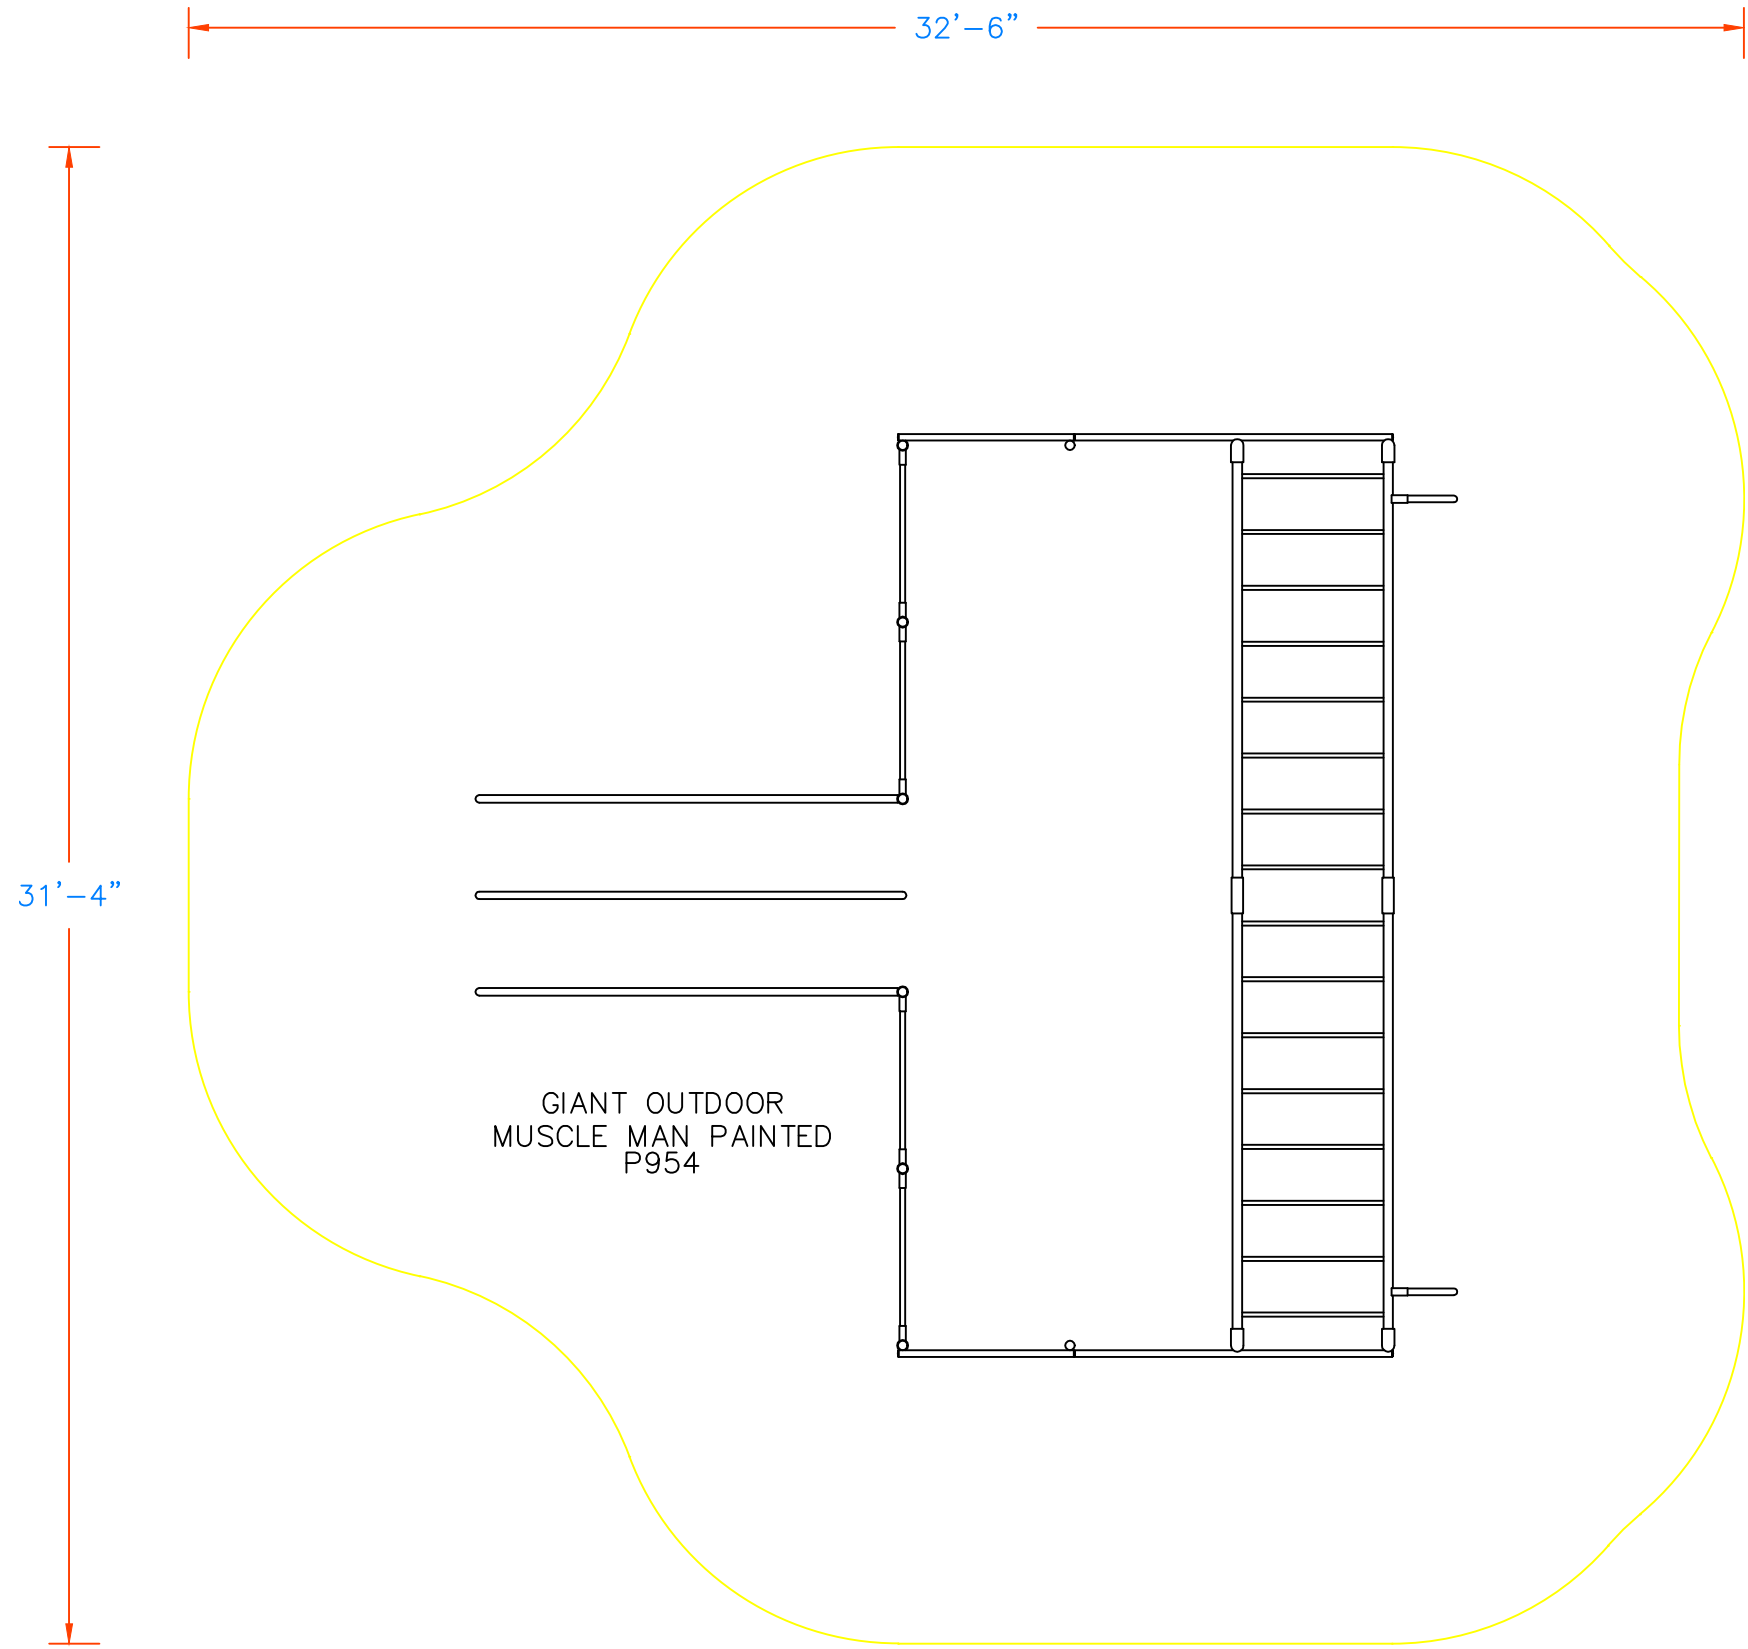 32'-6"
31'-4"
GIANT OUTDOOR
MUSCLE MAN PAINTED
P954